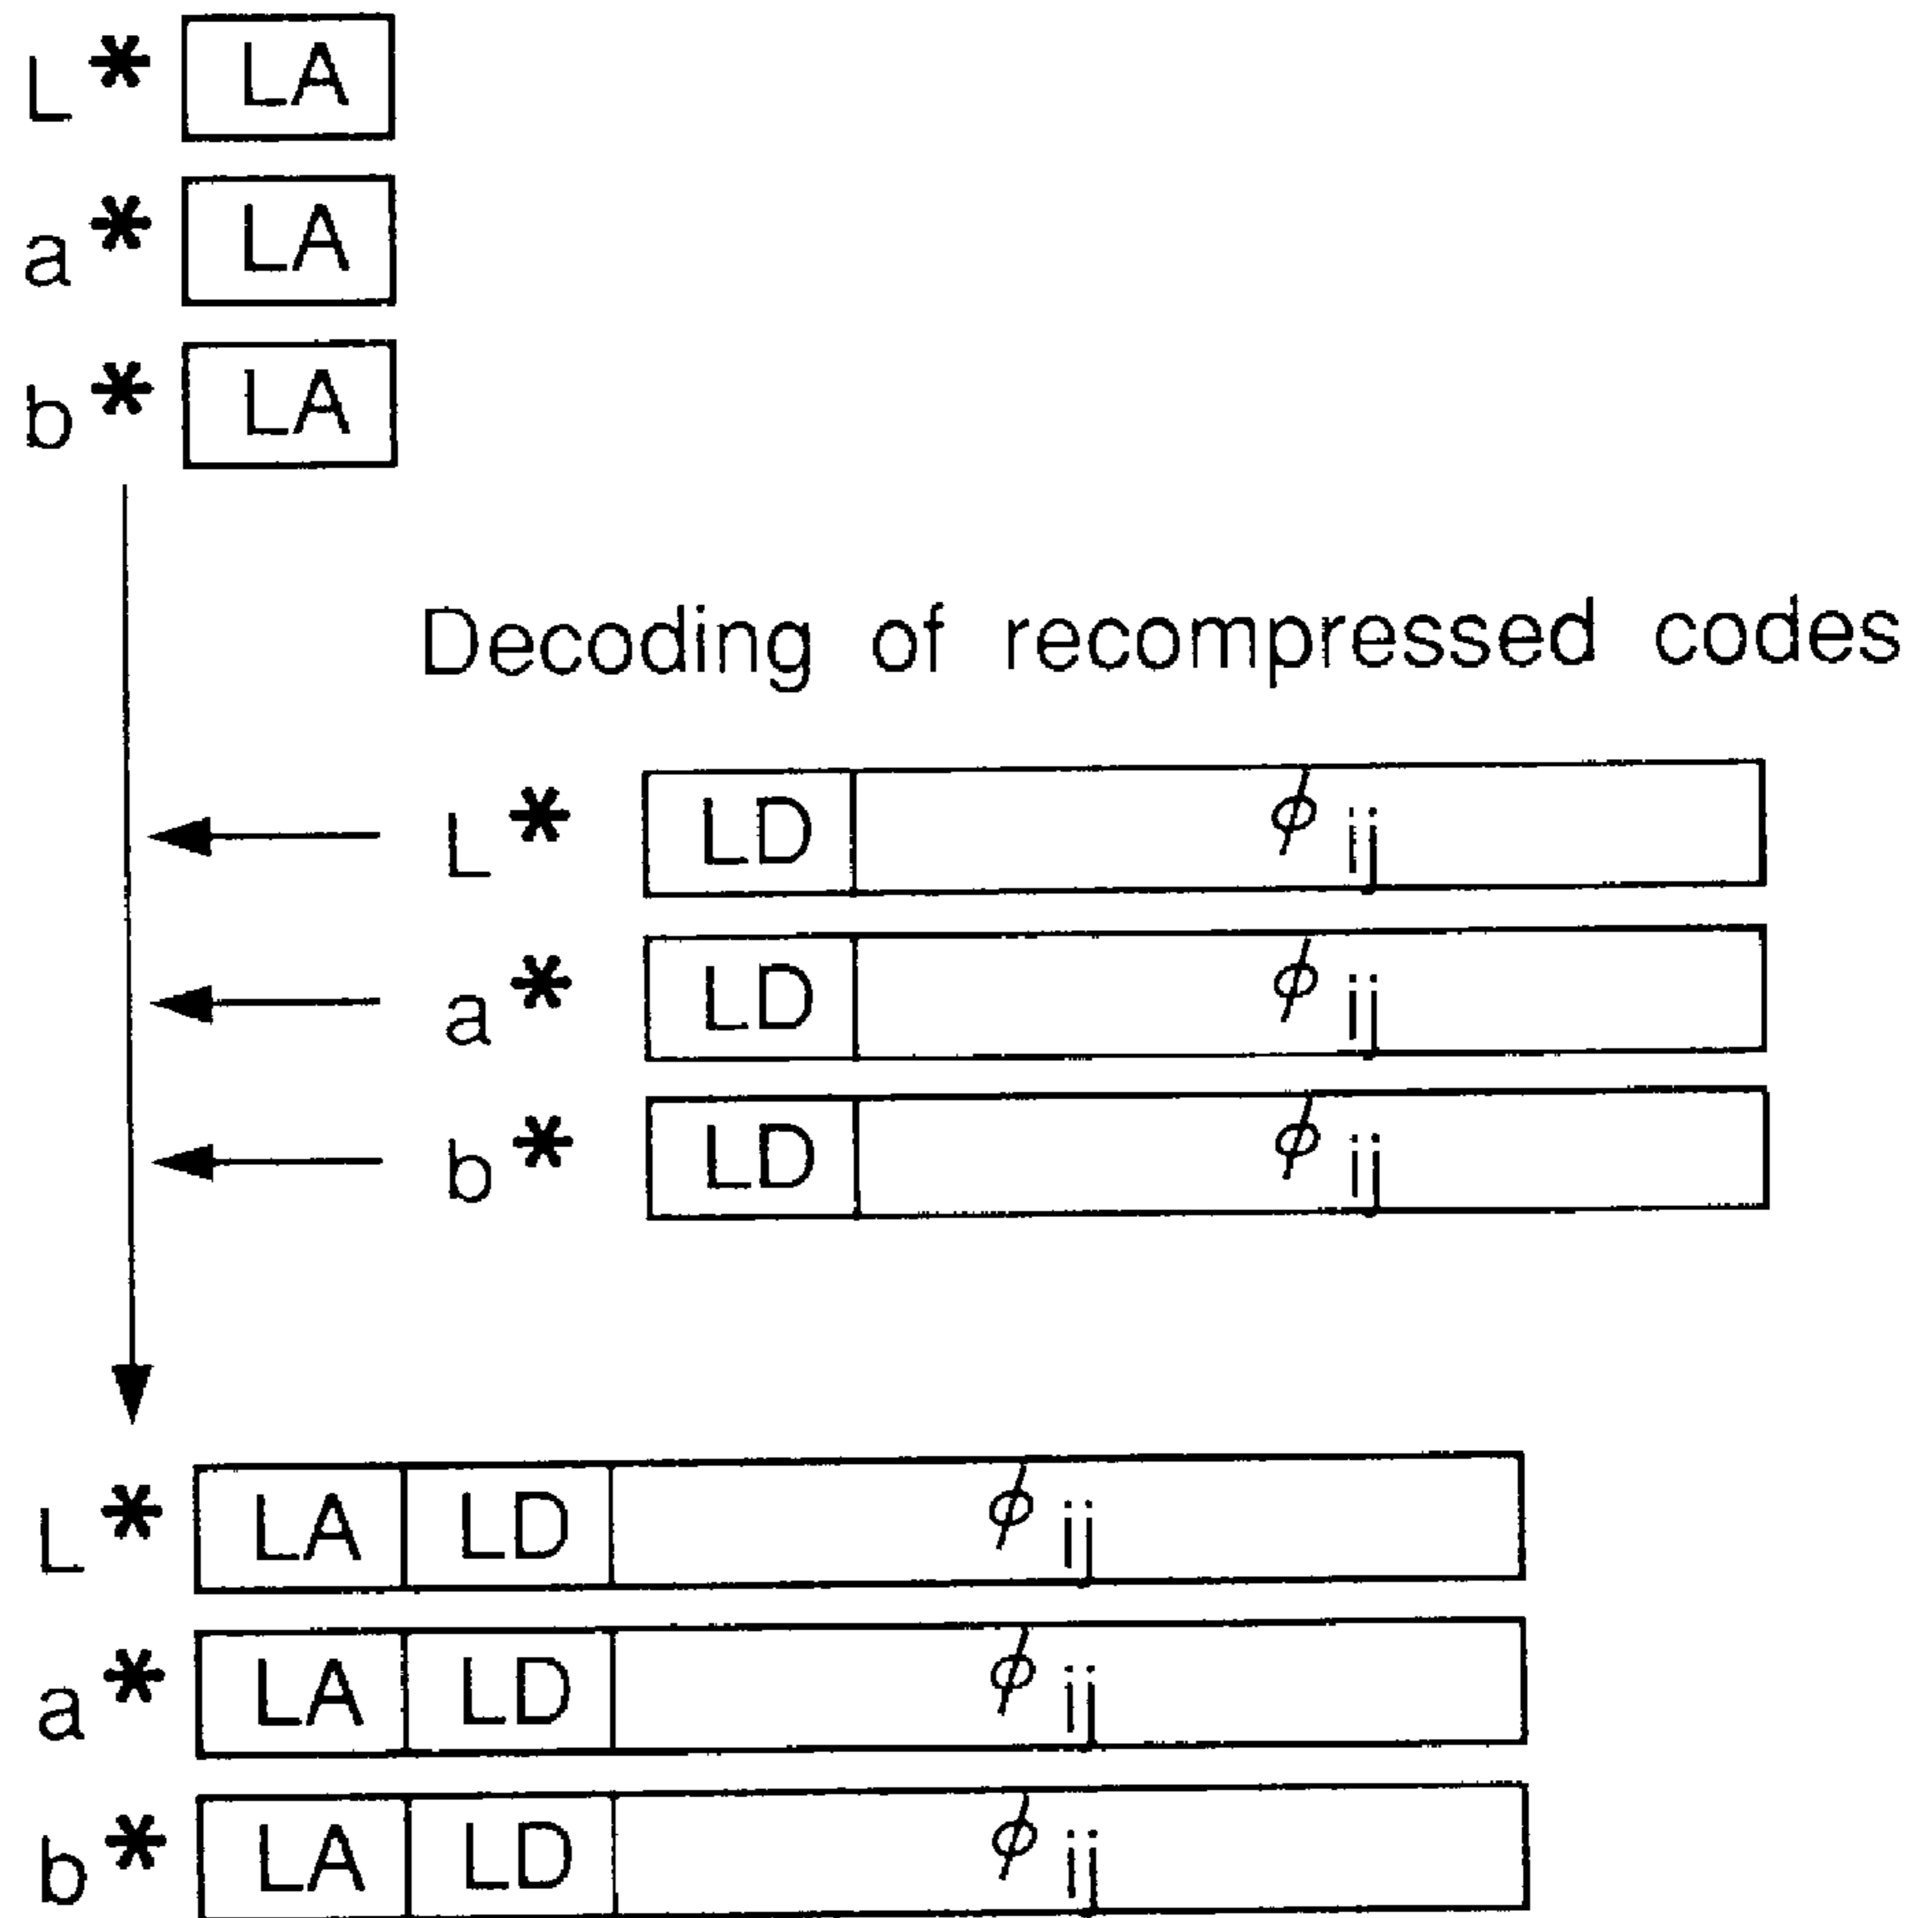 L* LA
a* LA
b* LA
Decoding of recompressed codes
L* LD ϕij
a* LD ϕij
b* LD ϕij
L* LA LD ϕij
a* LA LD ϕij
b* LA LD ϕij